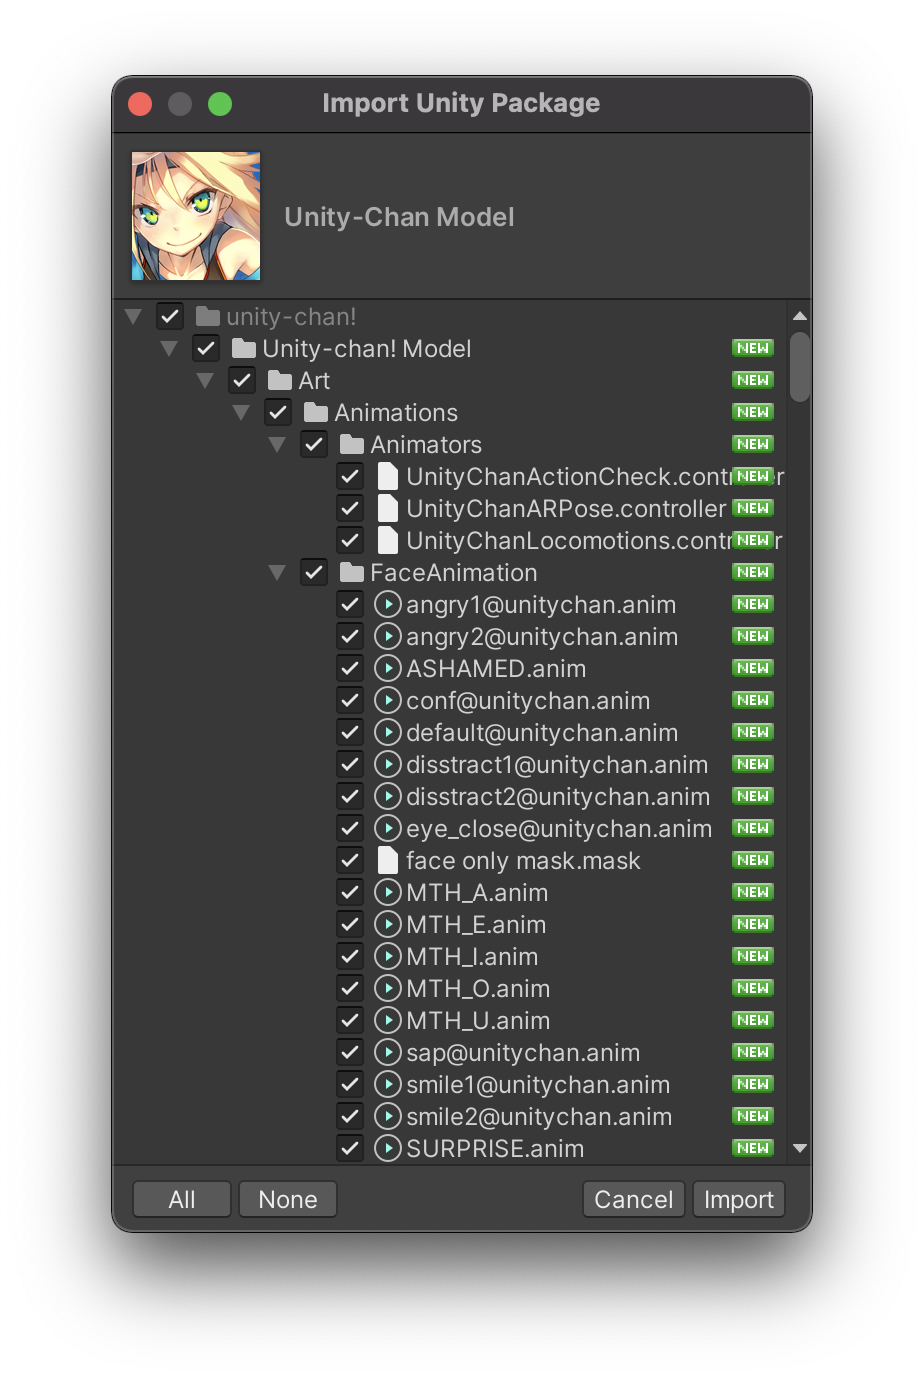 Import Unity Package
Unity-Chan Model
unity-chan!
Unity-chan! Model NEW
Art NEW
Animations NEW
Animators NEW
UnityChanActionCheck.controller NEW
UnityChanARPose.controller NEW
UnityChanLocomotions.controller NEW
FaceAnimation NEW
angry1@unitychan.anim NEW
angry2@unitychan.anim NEW
ASHAMED.anim NEW
conf@unitychan.anim NEW
default@unitychan.anim NEW
disstract1@unitychan.anim NEW
disstract2@unitychan.anim NEW
eye_close@unitychan.anim NEW
face only mask.mask NEW
MTH_A.anim NEW
MTH_E.anim NEW
MTH_I.anim NEW
MTH_O.anim NEW
MTH_U.anim NEW
sap@unitychan.anim NEW
smile1@unitychan.anim NEW
smile2@unitychan.anim NEW
SURPRISE.anim NEW
All None Cancel Import